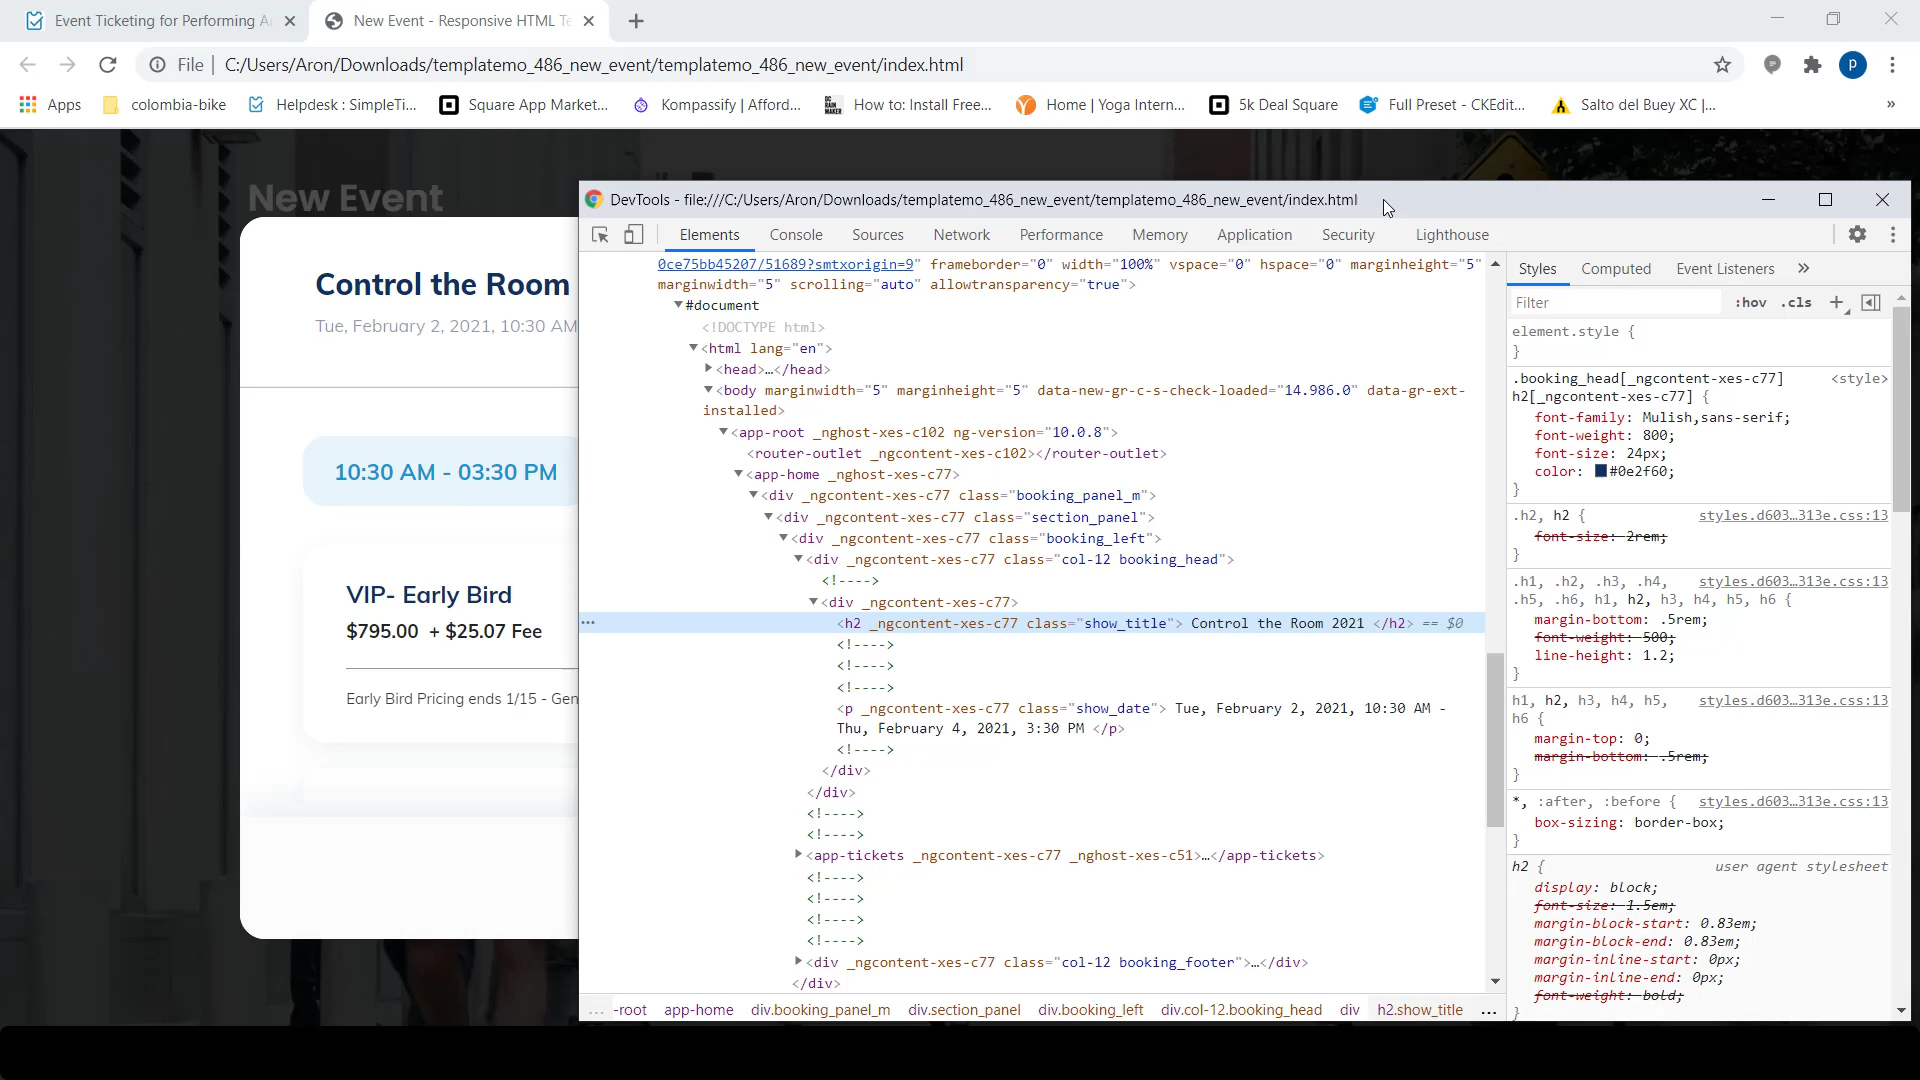 Event Ticketing for Performing A
New Event - Responsive HTML Te
File | C:/Users/Aron/Downloads/templatemo_486_new_event/templatemo_486_new_event/index.html
p
Apps
colombia-bike
Helpdesk : SimpleTi...
Square App Market...
Kompassify | Afford...
How to: Install Free...
Home | Yoga Intern...
5k Deal Square
Full Preset - CKEdit...
Salto del Buey XC |...
»
New Event
Control the Room
Tue, February 2, 2021, 10:30 AM
10:30 AM - 03:30 PM
VIP- Early Bird
$795.00 + $25.07 Fee
Early Bird Pricing ends 1/15 - Gen
DevTools - file:///C:/Users/Aron/Downloads/templatemo_486_new_event/templatemo_486_new_event/index.html
Elements
Console
Sources
Network
Performance
Memory
Application
Security
Lighthouse
0ce75bb45207/51689?smtxorigin=9" frameborder="0" width="100%" vspace="0" hspace="0" marginheight="5"
marginwidth="5" scrolling="auto" allowtransparency="true">
#document
<!DOCTYPE html>
<html lang="en">
<head>…</head>
<body marginwidth="5" marginheight="5" data-new-gr-c-s-check-loaded="14.986.0" data-gr-ext-
installed>
<app-root _nghost-xes-c102 ng-version="10.0.8">
<router-outlet _ngcontent-xes-c102></router-outlet>
<app-home _nghost-xes-c77>
<div _ngcontent-xes-c77 class="booking_panel_m">
<div _ngcontent-xes-c77 class="section_panel">
<div _ngcontent-xes-c77 class="booking_left">
<div _ngcontent-xes-c77 class="col-12 booking_head">
<!---->
<div _ngcontent-xes-c77>
… <h2 _ngcontent-xes-c77 class="show_title"> Control the Room 2021 </h2> == $0
<!---->
<!---->
<!---->
<p _ngcontent-xes-c77 class="show_date"> Tue, February 2, 2021, 10:30 AM -
Thu, February 4, 2021, 3:30 PM </p>
<!---->
</div>
</div>
<!---->
<!---->
<app-tickets _ngcontent-xes-c77 _nghost-xes-c51>…</app-tickets>
<!---->
<!---->
<!---->
<!---->
<div _ngcontent-xes-c77 class="col-12 booking_footer">…</div>
</div>
... -root app-home div.booking_panel_m div.section_panel div.booking_left div.col-12.booking_head div h2.show_title ...
Styles
Computed
Event Listeners
»
Filter
:hov .cls +
element.style {
}
.booking_head[_ngcontent-xes-c77] <style>
h2[_ngcontent-xes-c77] {
font-family: Mulish,sans-serif;
font-weight: 800;
font-size: 24px;
color: #0e2f60;
}
.h2, h2 { styles.d603…313e.css:13
font-size: 2rem;
}
.h1, .h2, .h3, .h4, styles.d603…313e.css:13
.h5, .h6, h1, h2, h3, h4, h5, h6 {
margin-bottom: .5rem;
font-weight: 500;
line-height: 1.2;
}
h1, h2, h3, h4, h5, styles.d603…313e.css:13
h6 {
margin-top: 0;
margin-bottom: .5rem;
}
*, :after, :before { styles.d603…313e.css:13
box-sizing: border-box;
}
h2 { user agent stylesheet
display: block;
font-size: 1.5em;
margin-block-start: 0.83em;
margin-block-end: 0.83em;
margin-inline-start: 0px;
margin-inline-end: 0px;
font-weight: bold;
}